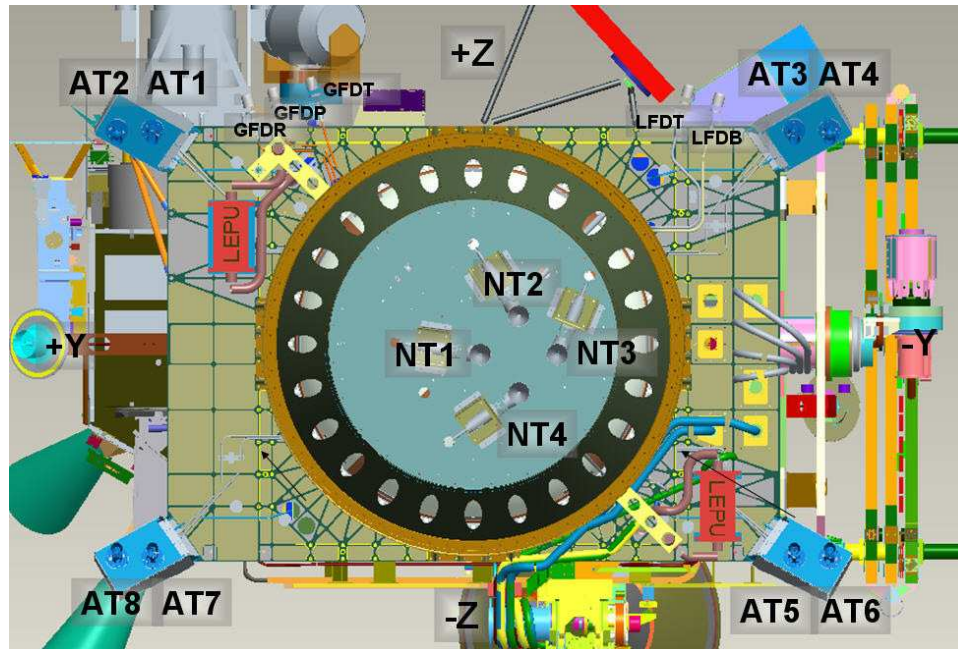 +Z
AT2 AT1
AT3 AT4
GFDT
GFDP
GFDR
LFDT
LFDB
LEPU
NT2
+Y
-Y
NT1
NT3
NT4
LEPU
AT8 AT7
-Z
AT5 AT6